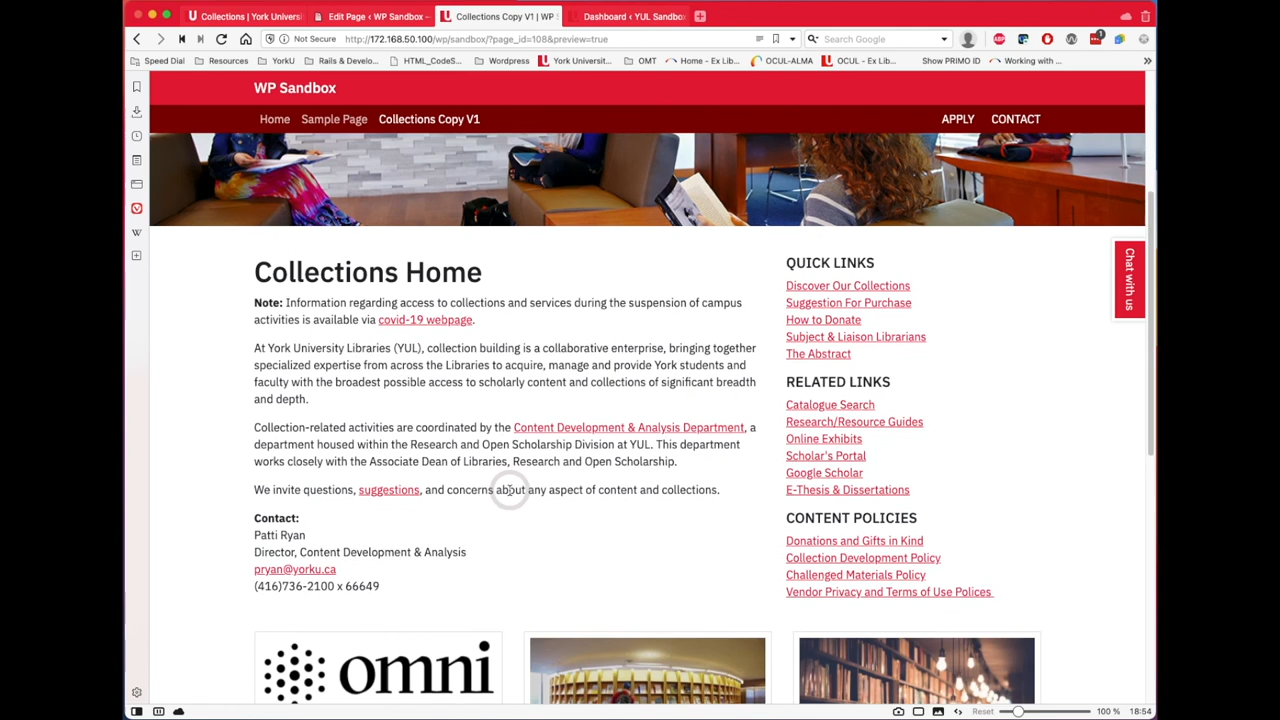 Collections | York Universi
Edit Page ‹ WP Sandbox —
Collections Copy V1 | WP S
Dashboard ‹ YUL Sandbo
Not Secure
http://172.168.50.100/wp/sandbox/?page_id=108&preview=true
Search Google
Speed Dial
Resources
YorkU
Rails & Develo...
HTML_CodeS...
Wordpress
York Universit...
OMT
Home - Ex Lib...
OCUL-ALMA
OCUL - Ex Lib...
Show PRIMO ID
Working with ...
WP Sandbox
Home
Sample Page
Collections Copy V1
APPLY
CONTACT
Chat with us
Collections Home
Note: Information regarding access to collections and services during the suspension of campus
activities is available via covid-19 webpage.
At York University Libraries (YUL), collection building is a collaborative enterprise, bringing together
specialized expertise from across the Libraries to acquire, manage and provide York students and
faculty with the broadest possible access to scholarly content and collections of significant breadth
and depth.
Collection-related activities are coordinated by the Content Development & Analysis Department, a
department housed within the Research and Open Scholarship Division at YUL. This department
works closely with the Associate Dean of Libraries, Research and Open Scholarship.
We invite questions, suggestions, and concerns about any aspect of content and collections.
Contact:
Patti Ryan
Director, Content Development & Analysis
pryan@yorku.ca
(416)736-2100 x 66649
QUICK LINKS
Discover Our Collections
Suggestion For Purchase
How to Donate
Subject & Liaison Librarians
The Abstract
RELATED LINKS
Catalogue Search
Research/Resource Guides
Online Exhibits
Scholar's Portal
Google Scholar
E-Thesis & Dissertations
CONTENT POLICIES
Donations and Gifts in Kind
Collection Development Policy
Challenged Materials Policy
Vendor Privacy and Terms of Use Polices
omni
Reset
100 %
18:54